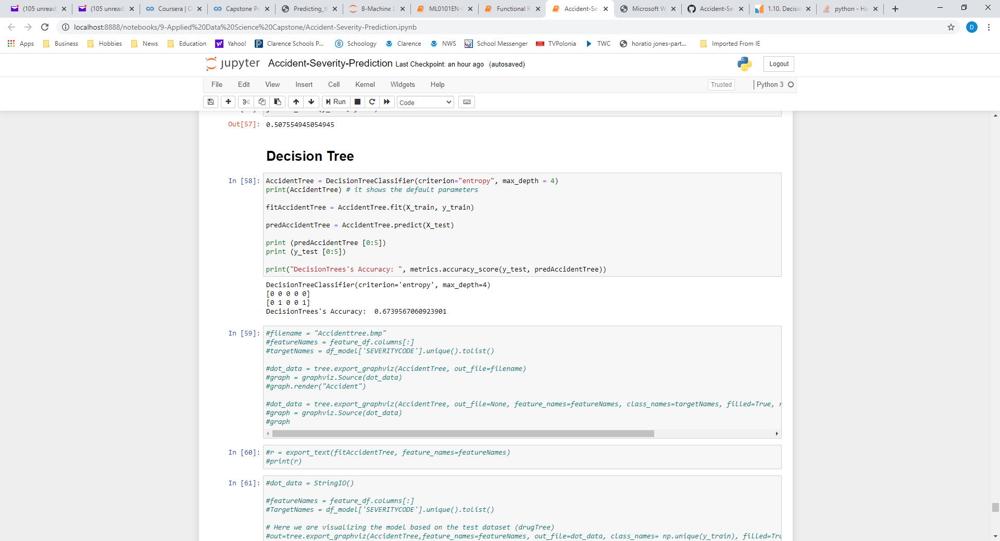 (105 unread
(105 unread
Coursera | C
Capstone Pr
Predicting_th
8-Machine L
ML0101EN-C
Functional R
Accident-Se
Microsoft W
Accident-Se
1.10. Decisio
python - Ho
localhost:8888/notebooks/9-Applied%20Data%20Science%20Capstone/Accident-Severity-Prediction.ipynb
D
Apps Business Hobbies News Education Yahoo! Clarence Schools P... Schoology Clarence NWS School Messenger TVPolonia TWC horatio jones-part... Imported From IE
jupyter Accident-Severity-Prediction Last Checkpoint: an hour ago (autosaved) Logout
File Edit View Insert Cell Kernel Widgets Help Trusted Python 3
Run Code
Out[57]: 0.507554945054945
Decision Tree
In [58]: AccidentTree = DecisionTreeClassifier(criterion="entropy", max_depth = 4)
print(AccidentTree) # it shows the default parameters
fitAccidentTree = AccidentTree.fit(X_train, y_train)
predAccidentTree = AccidentTree.predict(X_test)
print (predAccidentTree [0:5])
print (y_test [0:5])
print("DecisionTrees's Accuracy: ", metrics.accuracy_score(y_test, predAccidentTree))
DecisionTreeClassifier(criterion='entropy', max_depth=4)
[0 0 0 0 0]
[0 1 0 0 1]
DecisionTrees's Accuracy:  0.6739567060923901
In [59]: #filename = "Accidenttree.bmp"
#featureNames = feature_df.columns[:]
#targetNames = df_model['SEVERITYCODE'].unique().tolist()
#dot_data = tree.export_graphviz(AccidentTree, out_file=filename)
#graph = graphviz.Source(dot_data)
#graph.render("Accident")
#dot_data = tree.export_graphviz(AccidentTree, out_file=None, feature_names=featureNames, class_names=targetNames, filled=True, r
#graph = graphviz.Source(dot_data)
#graph
In [60]: #r = export_text(fitAccidentTree, feature_names=featureNames)
#print(r)
In [61]: #dot_data = StringIO()
#featureNames = feature_df.columns[:]
#TargetNames = df_model['SEVERITYCODE'].unique().tolist()
# Here we are visualizing the model based on the test dataset (drugTree)
#out=tree.export_graphviz(AccidentTree,feature_names=featureNames, out_file=dot_data, class_names= np.unique(y_train), filled=Tru